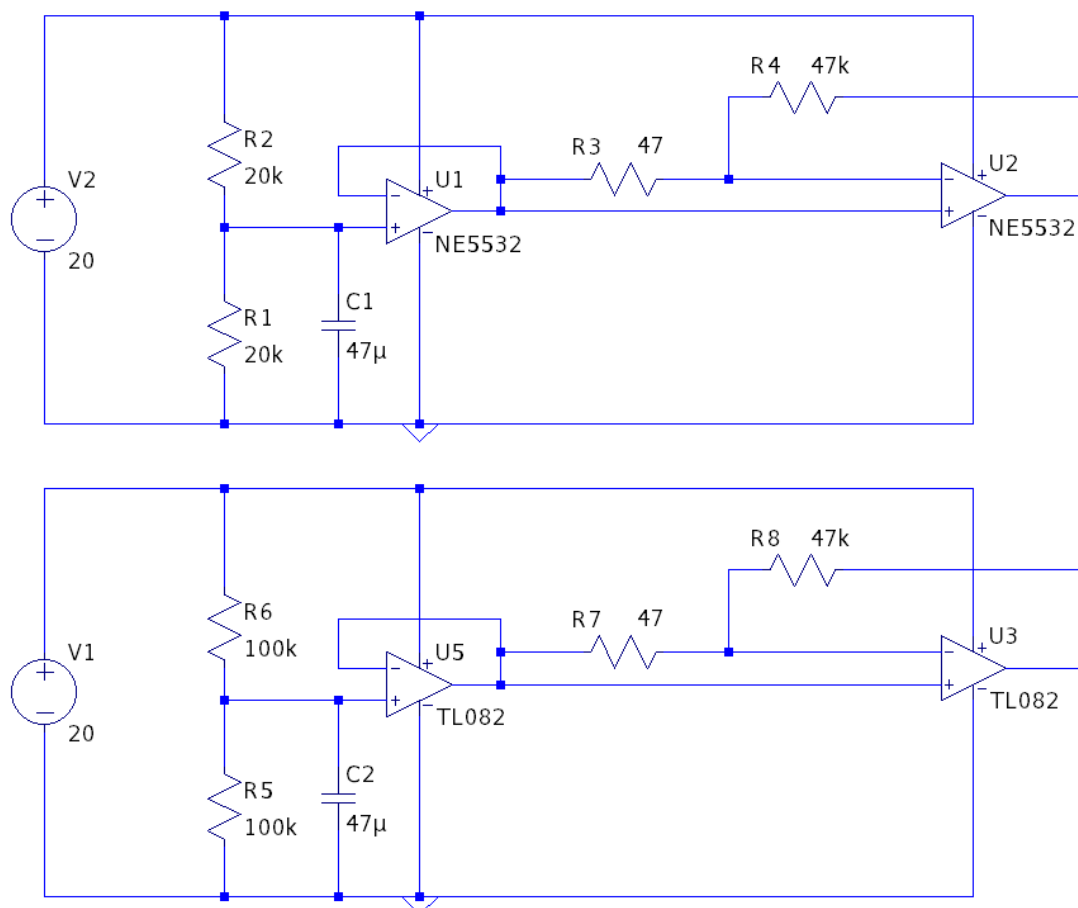 R4 47k
R2
20k
R3 47
V2
20
U1
NE5532
U2
NE5532
R1
20k
C1
47µ
R8 47k
R6
100k
R7 47
V1
20
U5
TL082
U3
TL082
R5
100k
C2
47µ